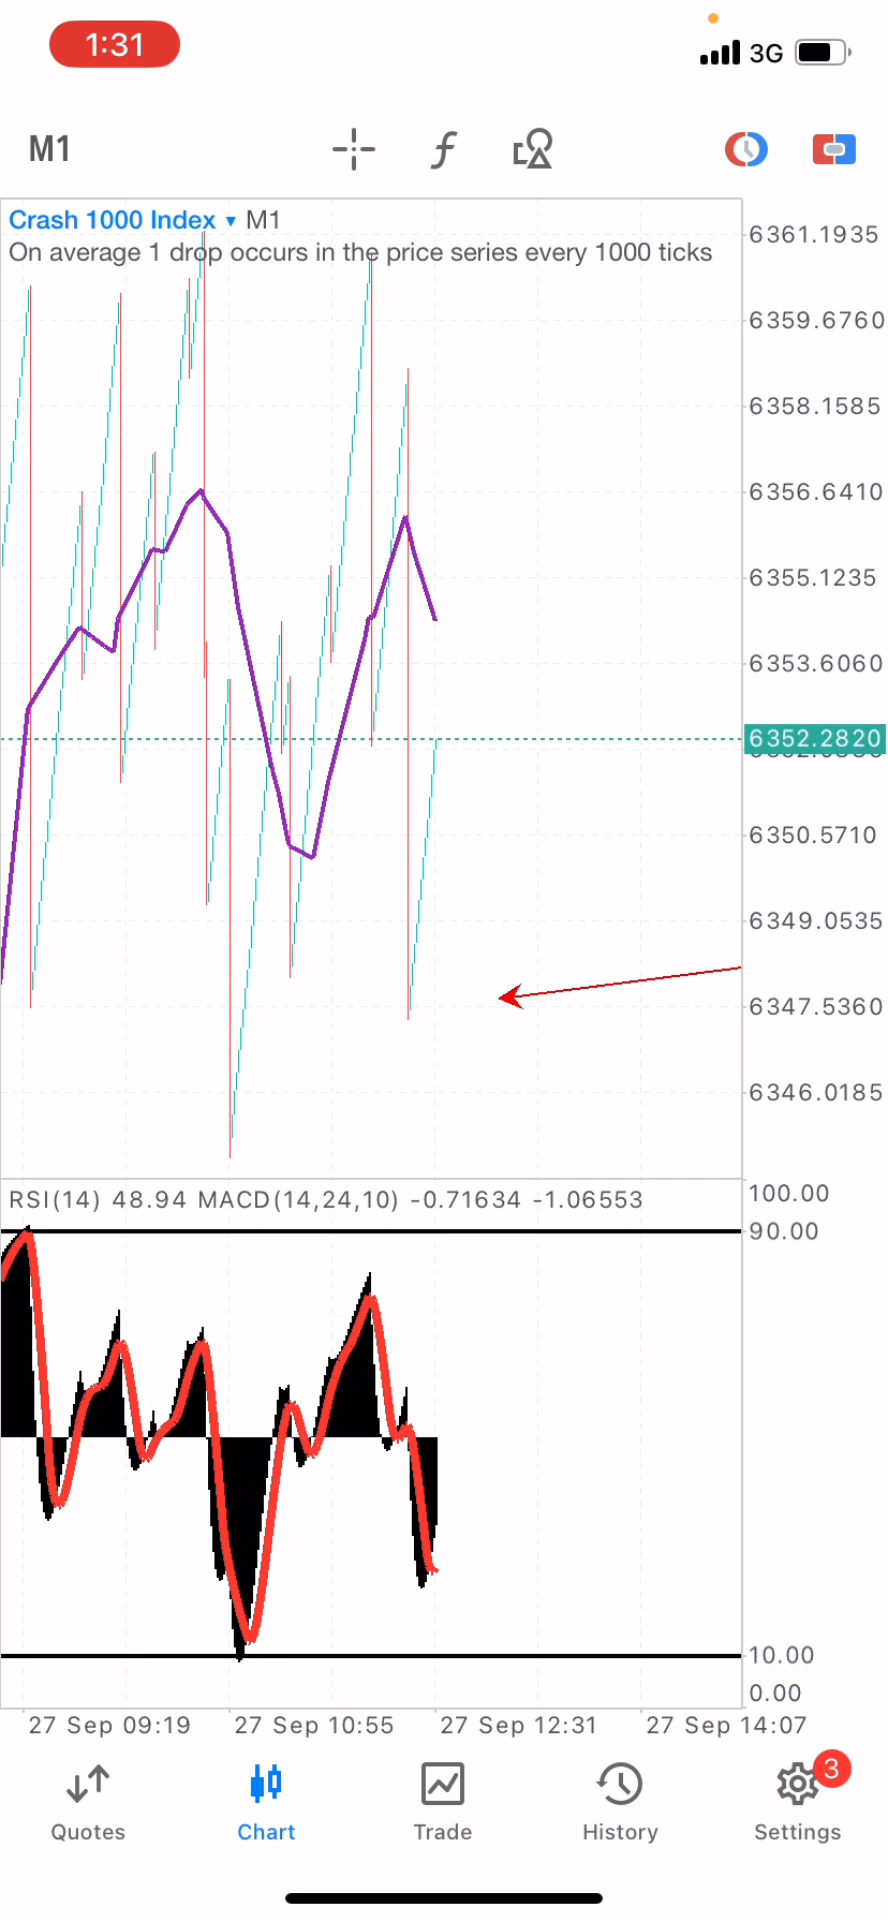 1:31
3G
M1
Crash 1000 Index ▾ M1
On average 1 drop occurs in the price series every 1000 ticks
6361.1935
6359.6760
6358.1585
6356.6410
6355.1235
6353.6060
6352.2820
6350.5710
6349.0535
6347.5360
6346.0185
RSI(14) 48.94 MACD(14,24,10) -0.71634 -1.06553
100.00
90.00
10.00
0.00
27 Sep 09:19 27 Sep 10:55 27 Sep 12:31 27 Sep 14:07
3
Quotes Chart Trade History Settings